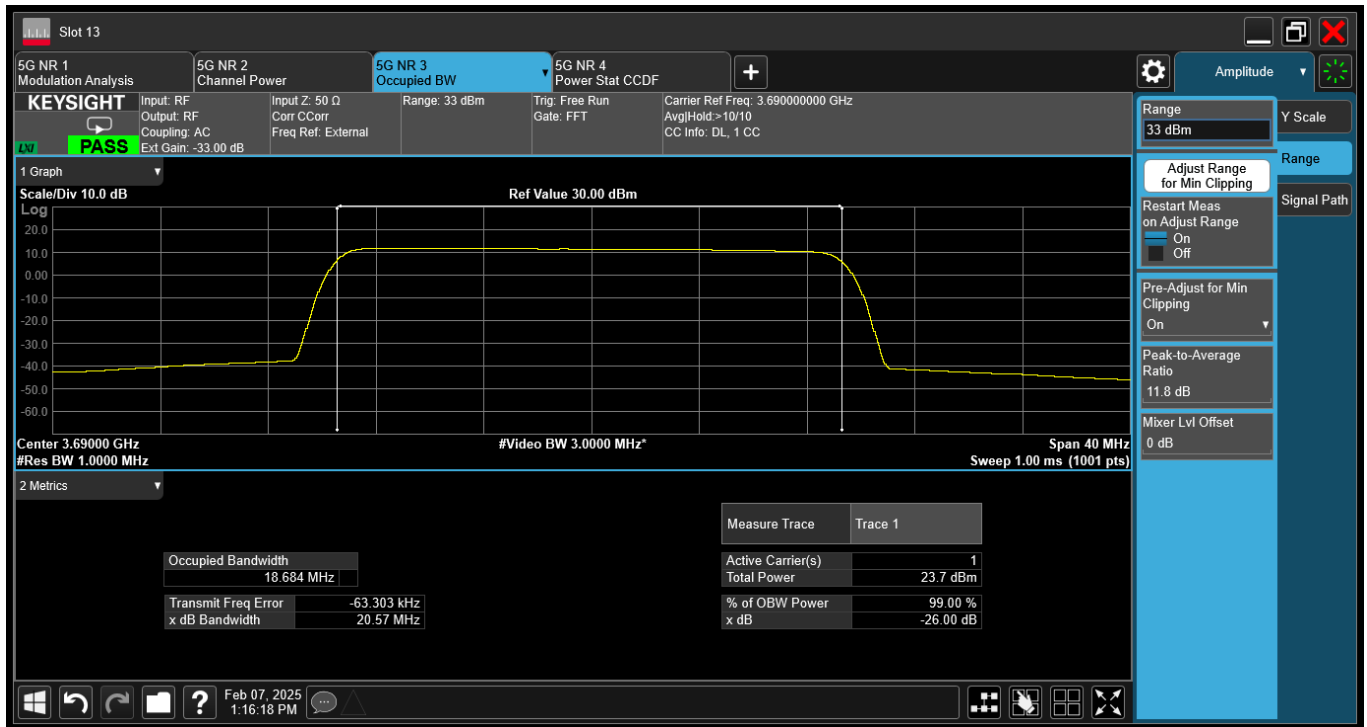 Slot 13
5G NR 1
Modulation Analysis
5G NR 2
Channel Power
5G NR 3
Occupied BW
5G NR 4
Power Stat CCDF
Amplitude
KEYSIGHT
LXI
PASS
Input: RF
Output: RF
Coupling: AC
Ext Gain: -33.00 dB
Input Z: 50 Ω
Corr CCorr
Freq Ref: External
Range: 33 dBm
Trig: Free Run
Gate: FFT
Carrier Ref Freq: 3.690000000 GHz
Avg|Hold:>10/10
CC Info: DL, 1 CC
1 Graph
Scale/Div 10.0 dB
Ref Value 30.00 dBm
Log
20.0
10.0
0.00
-10.0
-20.0
-30.0
-40.0
-50.0
-60.0
Center 3.69000 GHz
#Video BW 3.0000 MHz*
Span 40 MHz
#Res BW 1.0000 MHz
Sweep 1.00 ms (1001 pts)
2 Metrics
Measure Trace
Trace 1
Occupied Bandwidth
18.684 MHz
Active Carrier(s) 1
Total Power 23.7 dBm
Transmit Freq Error -63.303 kHz
x dB Bandwidth 20.57 MHz
% of OBW Power 99.00 %
x dB -26.00 dB
Range
33 dBm
Adjust Range
for Min Clipping
Restart Meas
on Adjust Range
On
Off
Pre-Adjust for Min
Clipping
On
Peak-to-Average
Ratio
11.8 dB
Mixer Lvl Offset
0 dB
Y Scale
Range
Signal Path
?
Feb 07, 2025
1:16:18 PM